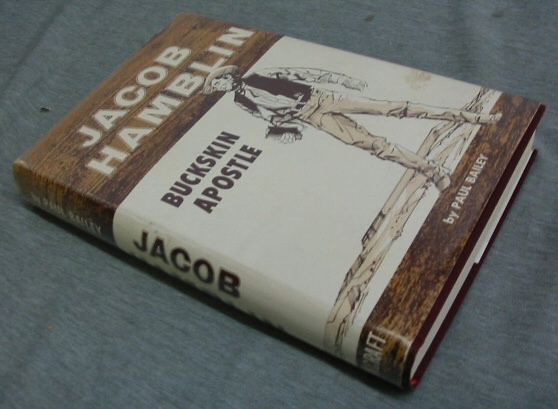 JACOB
HAMBLIN
BUCKSKIN
APOSTLE
by PAUL BAILEY
PAUL BAILEY
JACOB